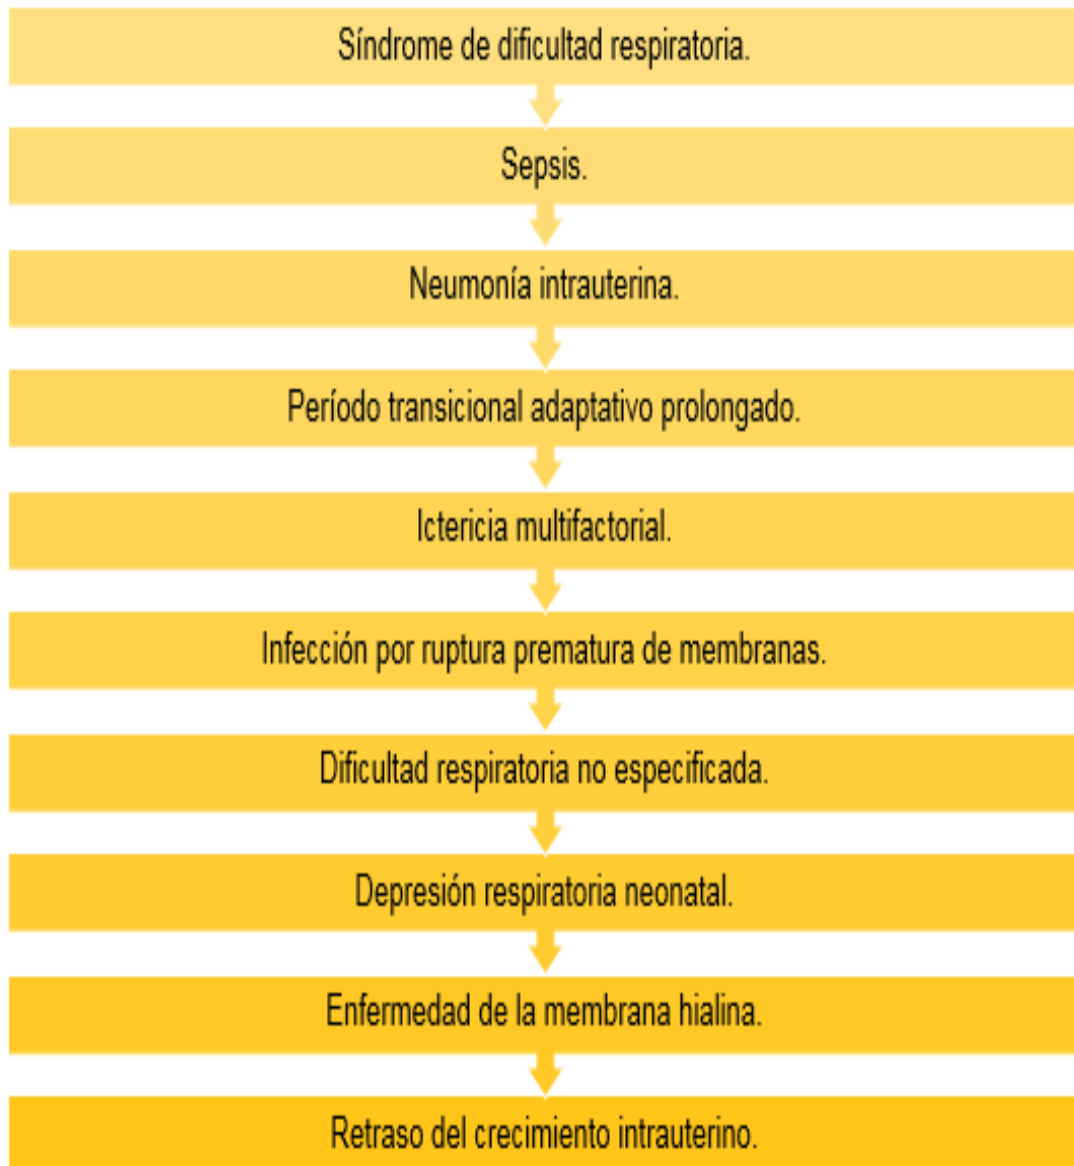 Síndrome de dificultad respiratoria.
Sepsis.
Neumonía intrauterina.
Período transicional adaptativo prolongado.
Ictericia multifactorial.
Infección por ruptura prematura de membranas.
Dificultad respiratoria no especificada.
Depresión respiratoria neonatal.
Enfermedad de la membrana hialina.
Retraso del crecimiento intrauterino.